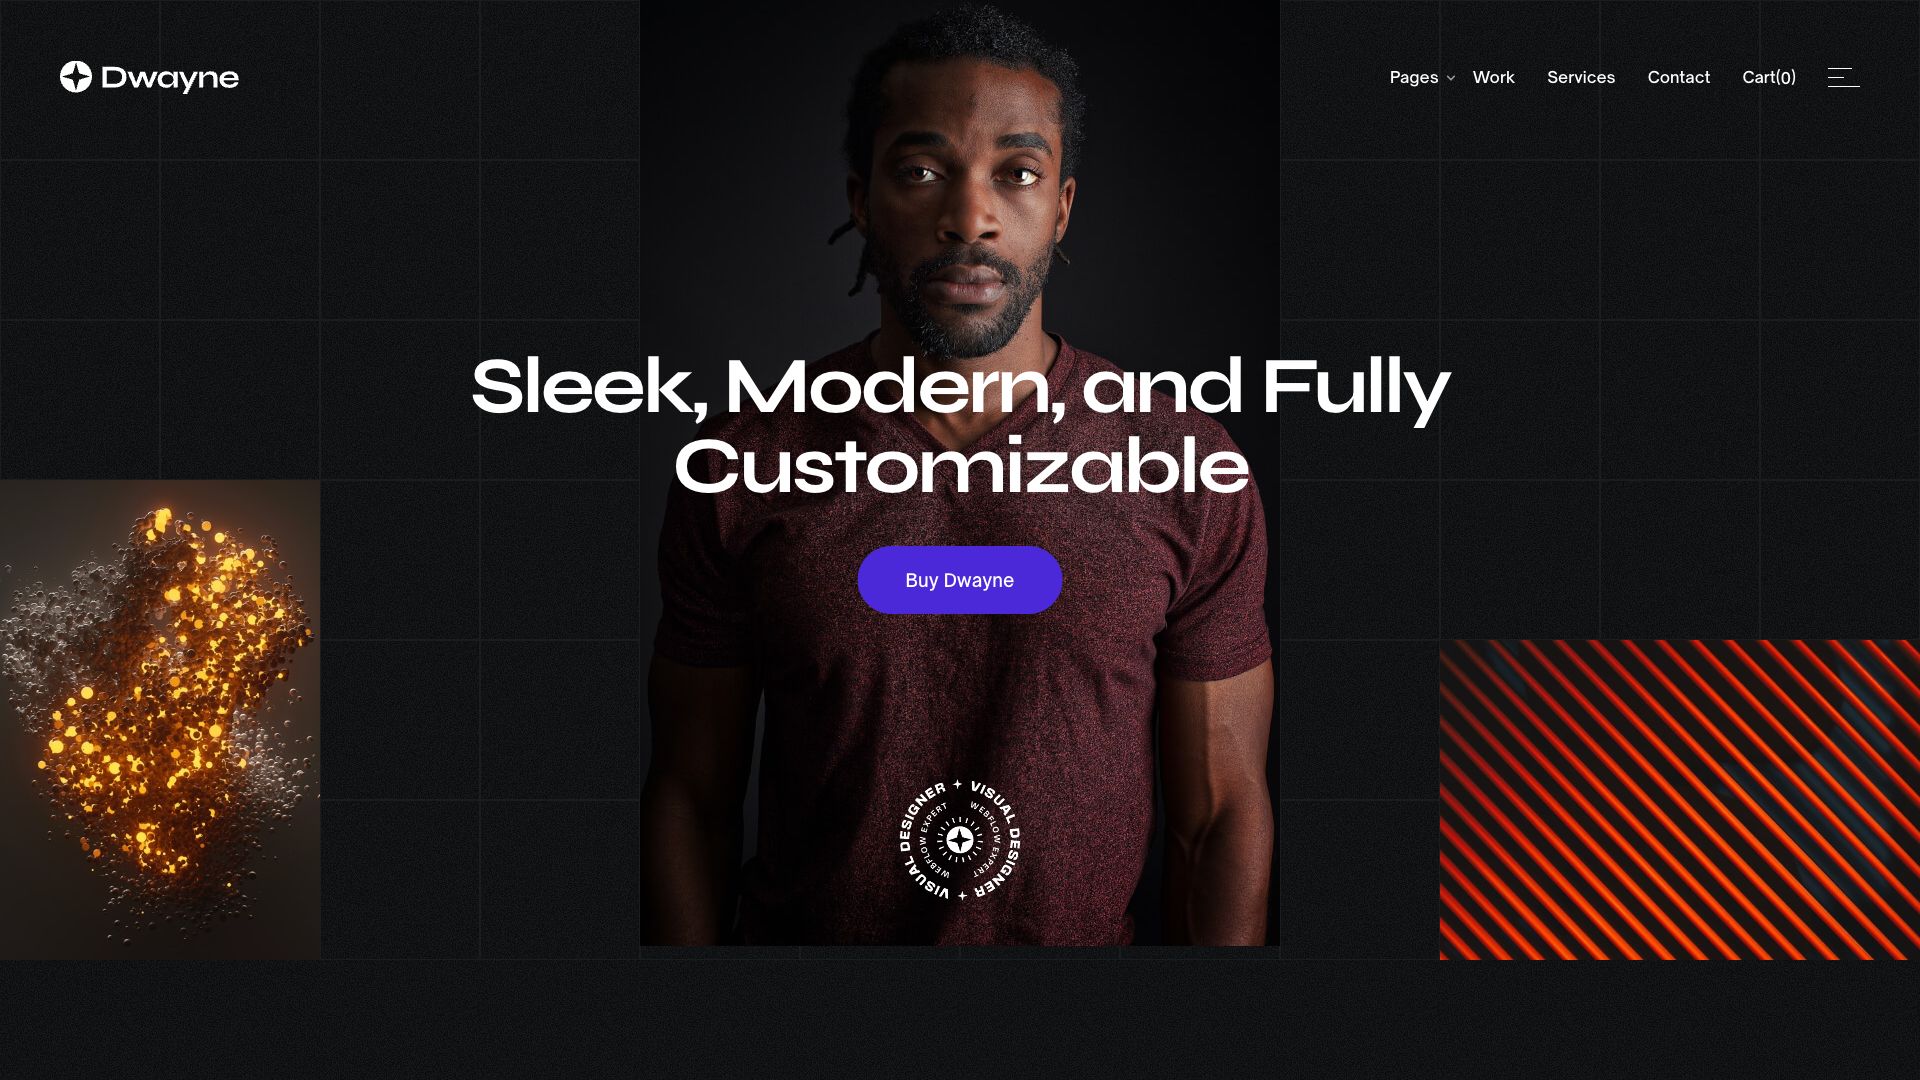 Dwayne
Pages
Work
Services
Contact
Cart(0)
Sleek, Modern, and Fully
Customizable
Buy Dwayne
VISUAL DESIGNER ✦ VISUAL DESIGNER ✦
WEBFLOW EXPERT WEBFLOW EXPERT